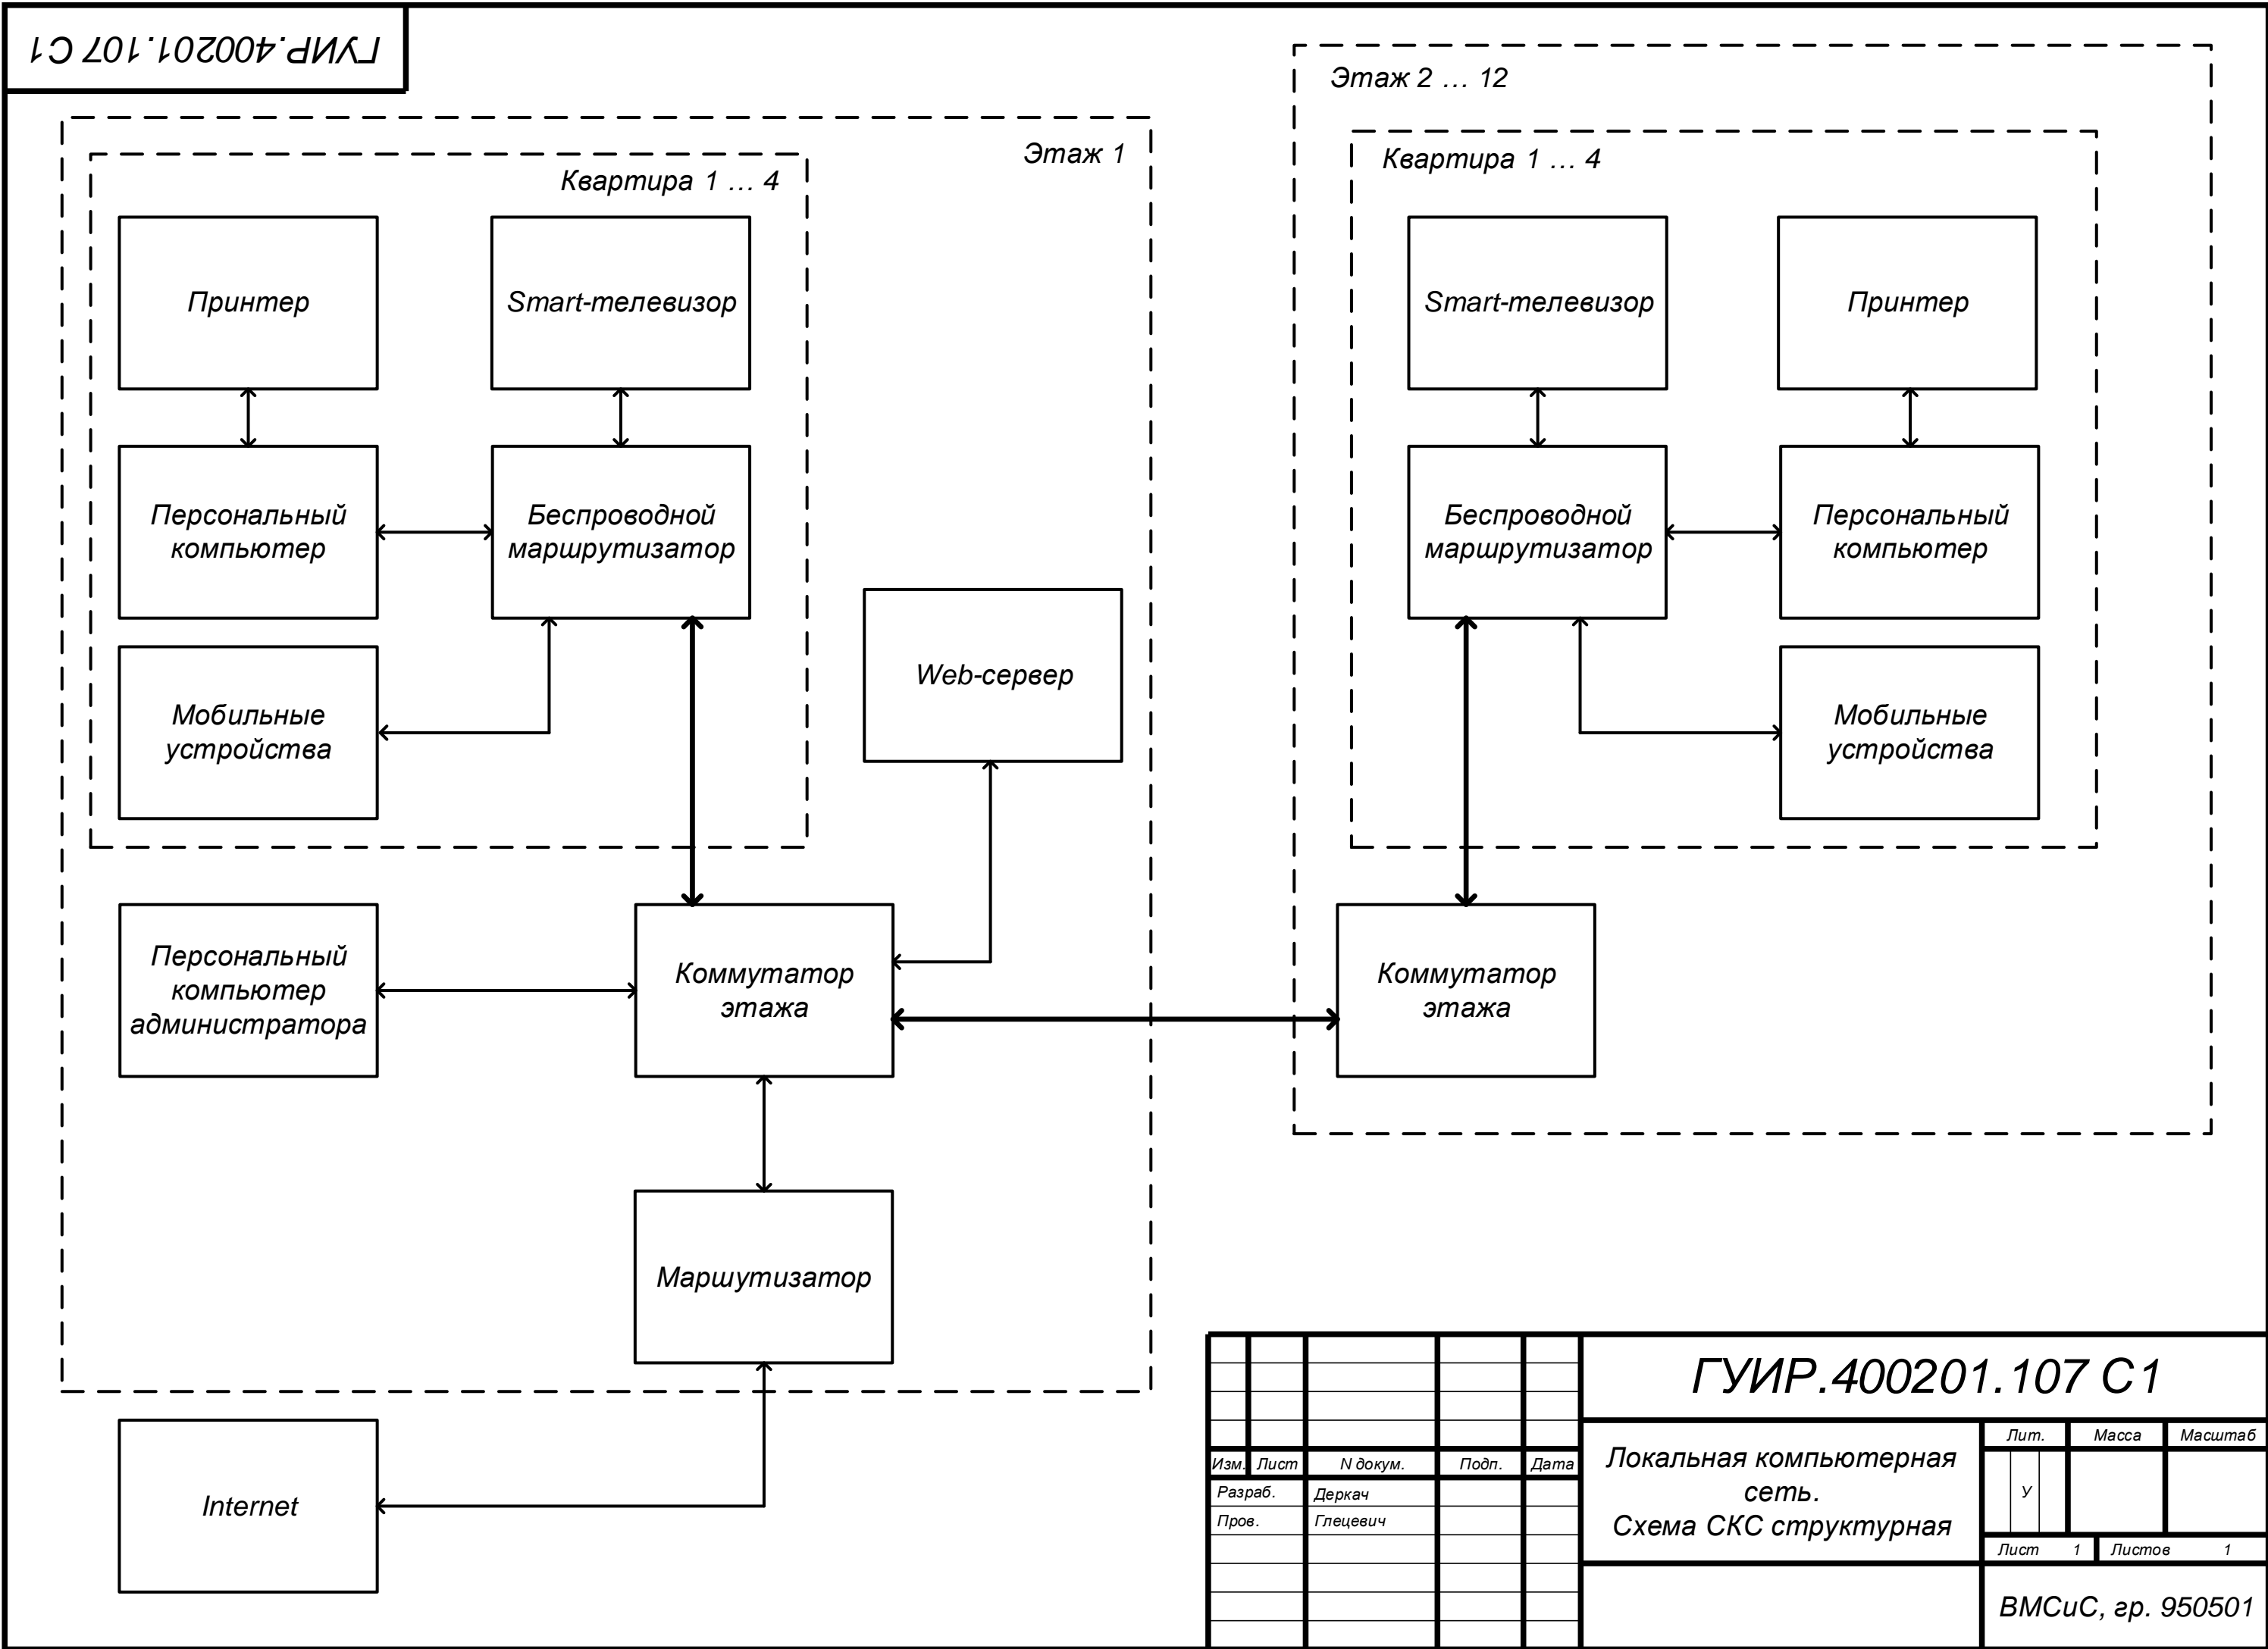 ГУИР.400201.107 С1
Этаж 1
Квартира 1 ... 4
Принтер
Smart-телевизор
Персональный
компьютер
Беспроводной
маршрутизатор
Мобильные
устройства
Web-сервер
Персональный
компьютер
администратора
Коммутатор
этажа
Маршутизатор
Internet
Этаж 2 ... 12
Квартира 1 ... 4
Smart-телевизор
Принтер
Беспроводной
маршрутизатор
Персональный
компьютер
Мобильные
устройства
Коммутатор
этажа
ГУИР.400201.107 С1
Изм. Лист N докум. Подп. Дата
Разраб. Деркач
Пров. Глецевич
Локальная компьютерная
сеть.
Схема СКС структурная
Лит. Масса Масштаб
У
Лист 1 Листов 1
ВМСиС, гр. 950501